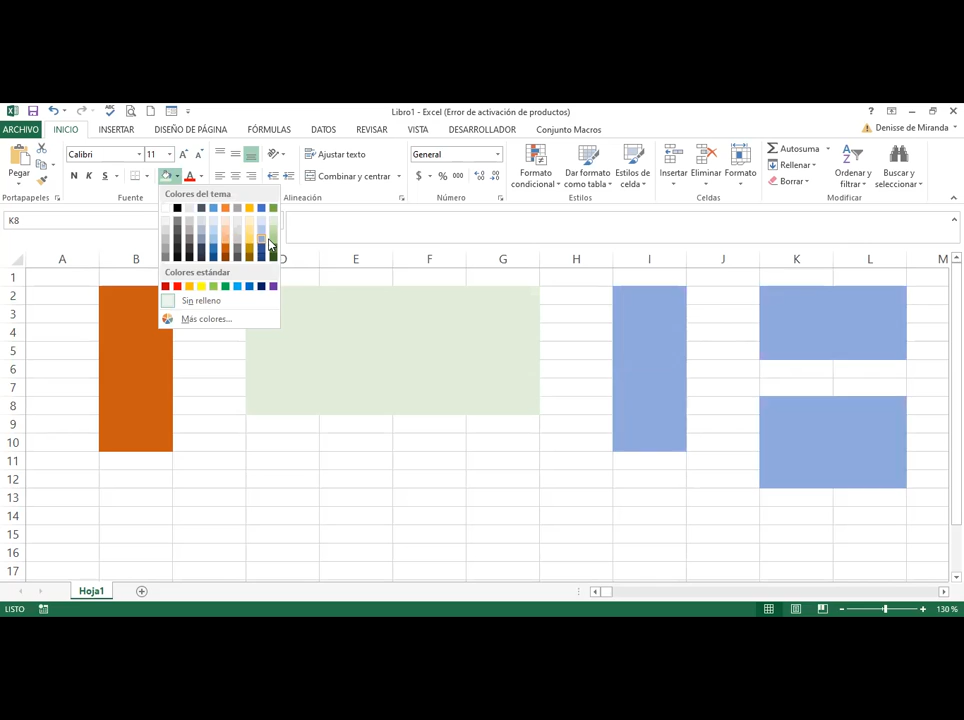 Libro1 - Excel (Error de activación de productos)
ARCHIVO INICIO INSERTAR DISEÑO DE PÁGINA FÓRMULAS DATOS REVISAR VISTA DESARROLLADOR Conjunto Macros Denisse de Miranda
Pegar
Portapapeles
Calibri 11
N K S
Fuente
Ajustar texto
Combinar y centrar
Alineación
General
$ % 000
Número
Formato condicional
Dar formato como tabla
Estilos de celda
Estilos
Insertar Eliminar Formato
Celdas
Autosuma
Rellenar
Borrar
Ordenar y filtrar
Buscar y seleccionar
Modificar
Colores del tema
Colores estándar
Sin relleno
Más colores...
K8
A B D E F G H I J K L M
1
2
3
4
5
6
7
8
9
10
11
12
13
14
15
16
17
Hoja1
LISTO 130 %